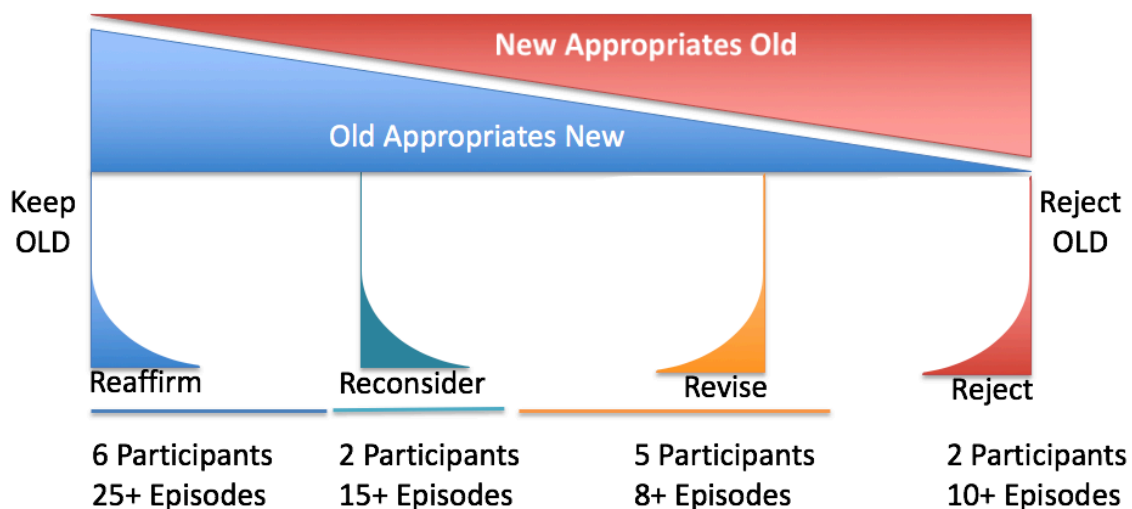 New Appropriates Old
Old Appropriates New
Keep
OLD
Reject
OLD
Reaffirm
Reconsider
Revise
Reject
6 Participants
25+ Episodes
2 Participants
15+ Episodes
5 Participants
8+ Episodes
2 Participants
10+ Episodes